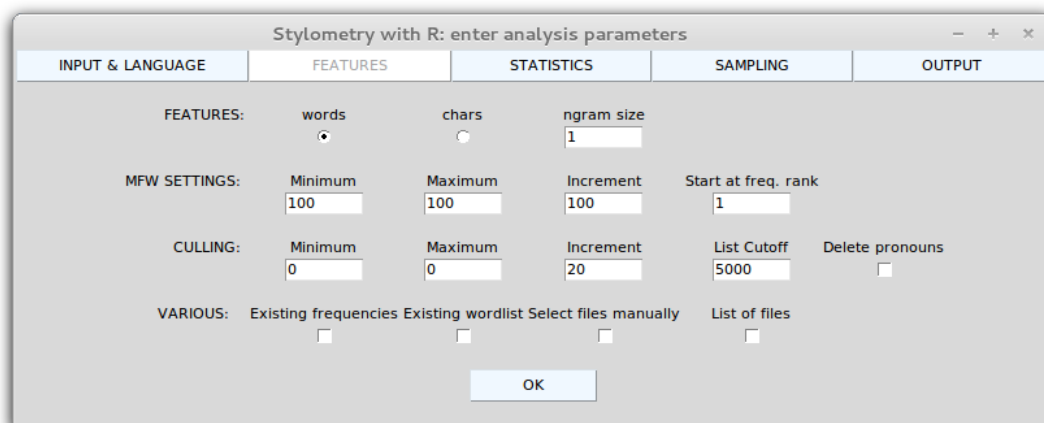 Stylometry with R: enter analysis parameters
INPUT & LANGUAGE FEATURES STATISTICS SAMPLING OUTPUT
FEATURES: words chars ngram size
1
MFW SETTINGS: Minimum Maximum Increment Start at freq. rank
100 100 100 1
CULLING: Minimum Maximum Increment List Cutoff Delete pronouns
0 0 20 5000
VARIOUS: Existing frequencies Existing wordlist Select files manually List of files
OK